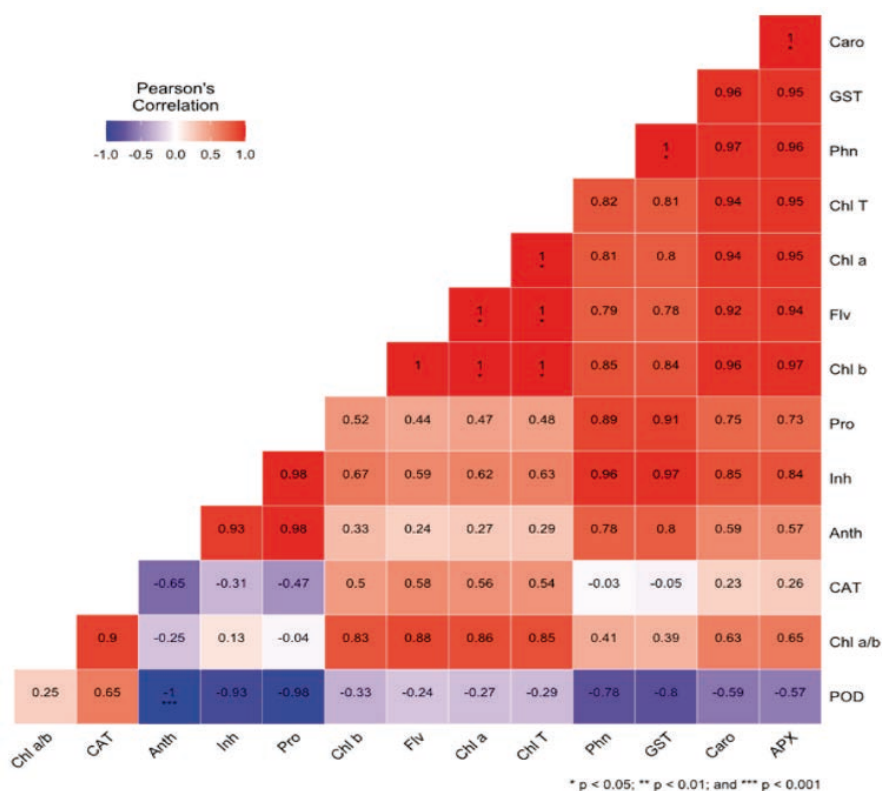 1 Caro
*
Pearson's
Correlation
-1.0 -0.5 0.0 0.5 1.0
0.96 0.95 GST
1 0.97 0.96 Phn
*
0.82 0.81 0.94 0.95 Chl T
1 0.81 0.8 0.94 0.95 Chl a
*
1 1 0.79 0.78 0.92 0.94 Flv
* *
1 1 1 0.85 0.84 0.96 0.97 Chl b
* *
0.52 0.44 0.47 0.48 0.89 0.91 0.75 0.73 Pro
0.98 0.67 0.59 0.62 0.63 0.96 0.97 0.85 0.84 Inh
0.93 0.98 0.33 0.24 0.27 0.29 0.78 0.8 0.59 0.57 Anth
-0.65 -0.31 -0.47 0.5 0.58 0.56 0.54 -0.03 -0.05 0.23 0.26 CAT
0.9 -0.25 0.13 -0.04 0.83 0.88 0.86 0.85 0.41 0.39 0.63 0.65 Chl a/b
0.25 0.65 -1 -0.93 -0.98 -0.33 -0.24 -0.27 -0.29 -0.78 -0.8 -0.59 -0.57 POD
***
Chl a/b CAT Anth Inh Pro Chl b Flv Chl a Chl T Phn GST Caro APX
* p < 0.05; ** p < 0.01; and *** p < 0.001